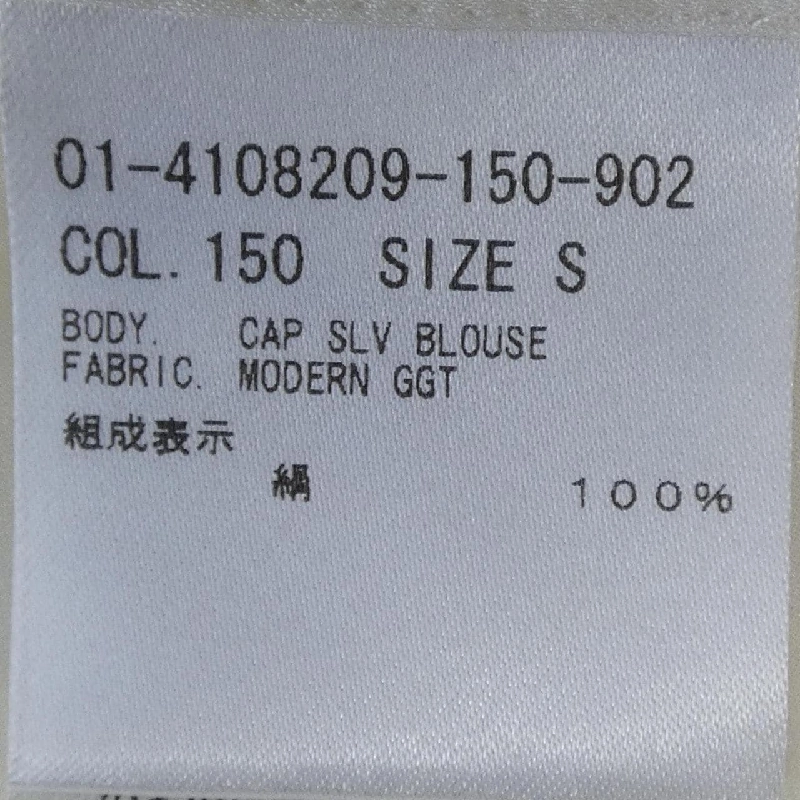 01-4108209-150-902
COL. 150 SIZE S
BODY. CAP SLV BLOUSE
FABRIC. MODERN GGT
組成表示
絹 100%